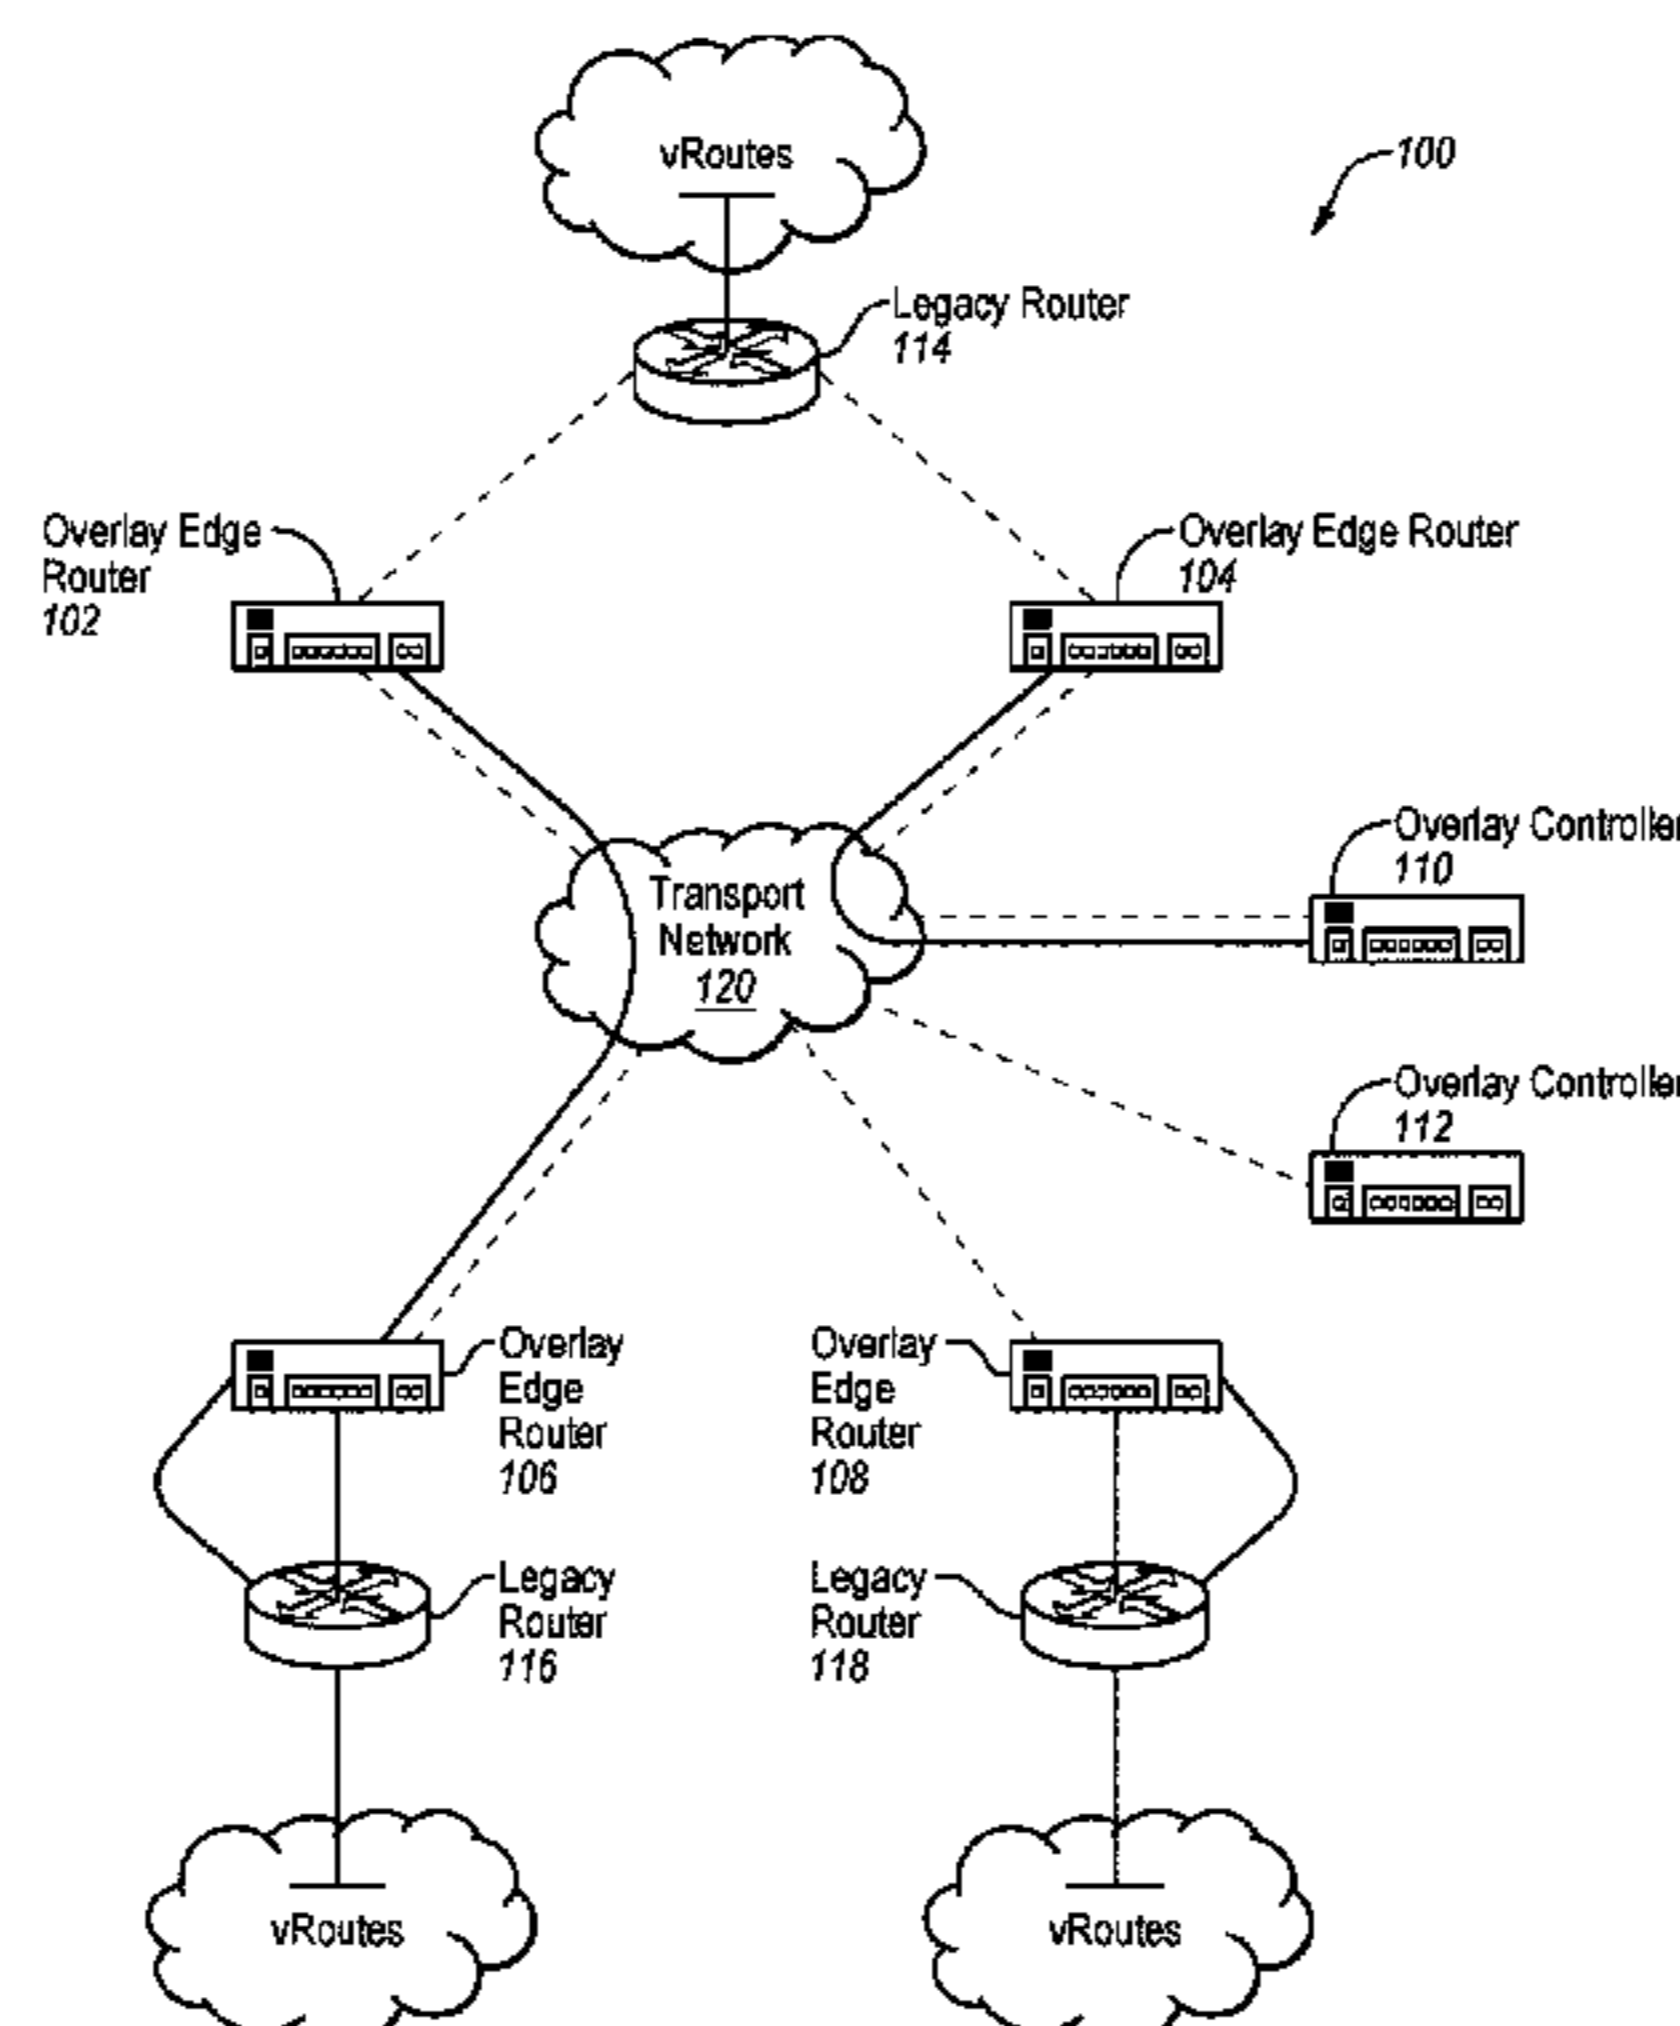 vRoutes
100
Legacy Router
114
Overlay Edge
Router
102
Overlay Edge Router
104
Transport
Network
120
Overlay Controller
110
Overlay Controller
112
Overlay
Edge
Router
106
Overlay
Edge
Router
108
Legacy
Router
116
Legacy
Router
118
vRoutes
vRoutes